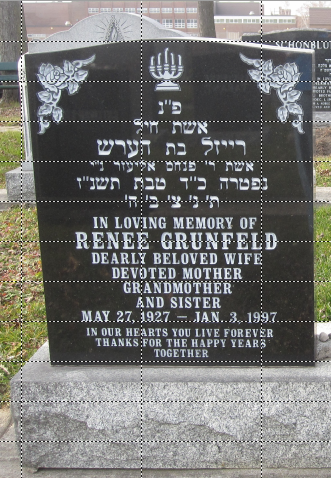 SCHONBLU
פ"נ
אשת חיל
רייזל בת הערש
אשת ר' פנחס אליעזר נ"י
נפטרה כ"ד טבת תשנ"ז
ת' נ' צ' ב' ה'
IN LOVING MEMORY OF
RENEE GRUNFELD
DEARLY BELOVED WIFE
DEVOTED MOTHER
GRANDMOTHER
AND SISTER
MAY 27, 1927 — JAN. 3, 1997
IN OUR HEARTS YOU LIVE FOREVER
THANKS FOR THE HAPPY YEARS
TOGETHER